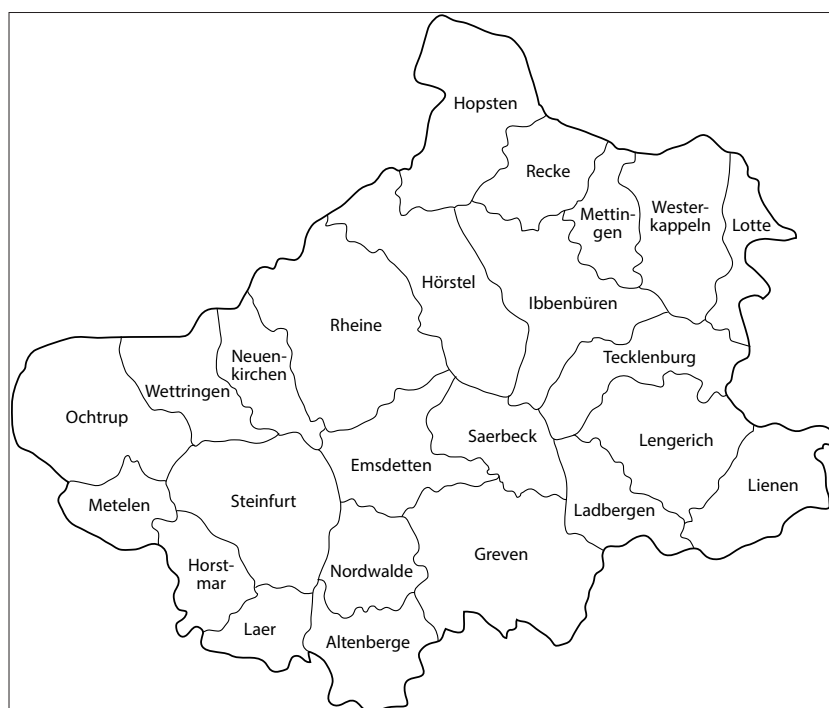 Hopsten
Recke
Mettin-
gen
Wester-
kappeln
Lotte
Hörstel
Ibbenbüren
Rheine
Tecklenburg
Neuen-
kirchen
Wettringen
Ochtrup
Saerbeck
Lengerich
Emsdetten
Lienen
Metelen
Steinfurt
Ladbergen
Greven
Horst-
mar
Nordwalde
Laer
Altenberge